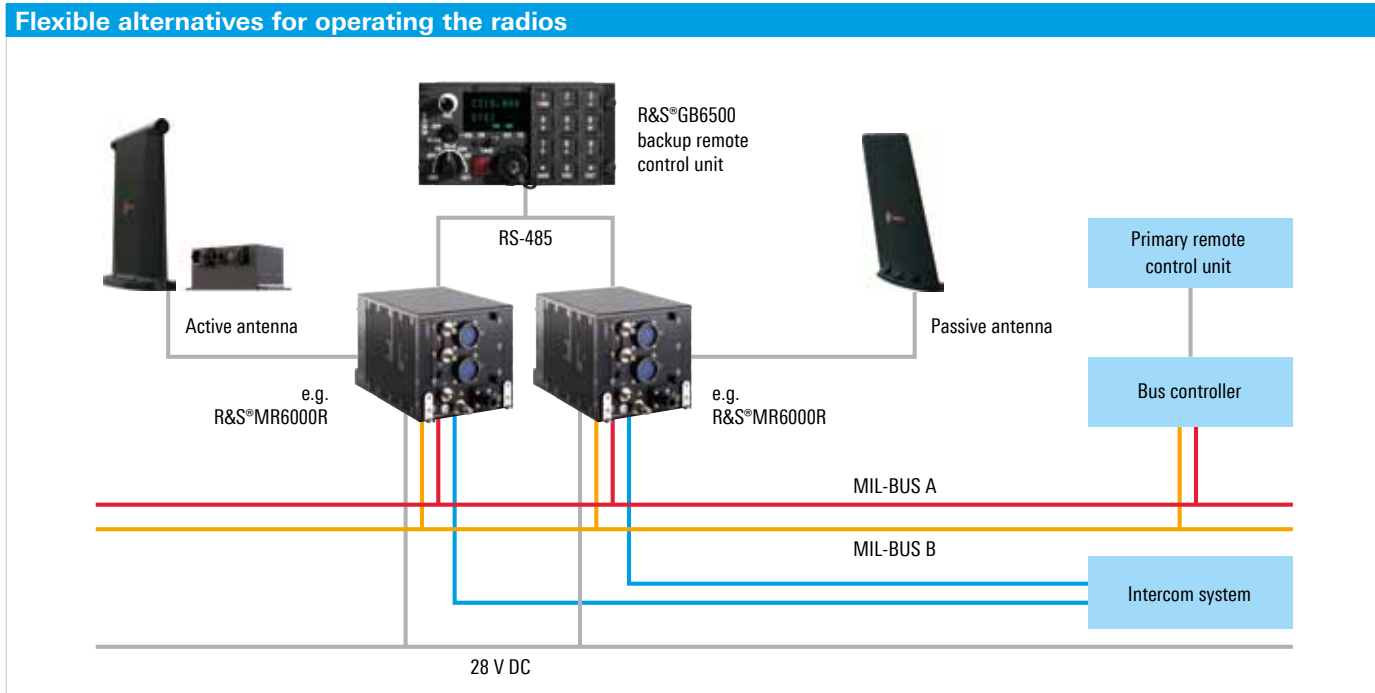 Flexible alternatives for operating the radios
R&S®GB6500
backup remote
control unit
RS-485
Primary remote
control unit
Active antenna
Passive antenna
e.g.
R&S®MR6000R
e.g.
R&S®MR6000R
Bus controller
MIL-BUS A
MIL-BUS B
Intercom system
28 V DC